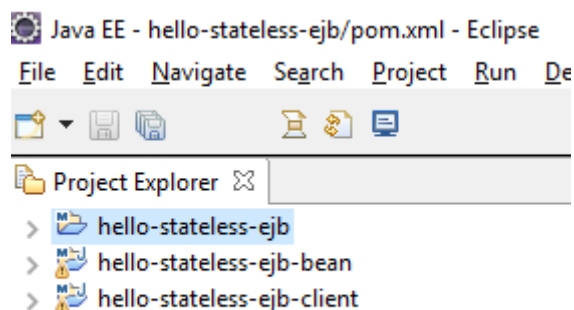 Java EE - hello-stateless-ejb/pom.xml - Eclipse
File Edit Navigate Search Project Run De
Project Explorer
hello-stateless-ejb
hello-stateless-ejb-bean
hello-stateless-ejb-client